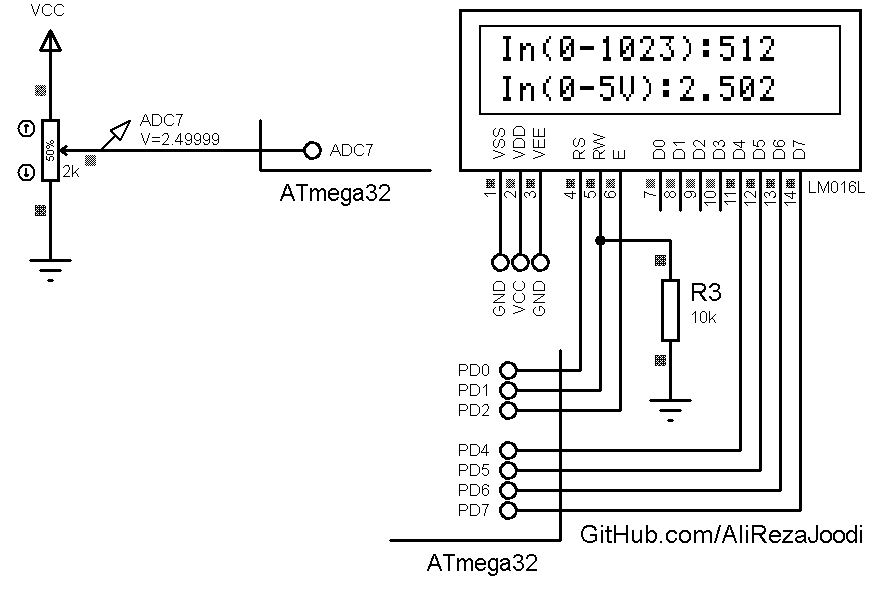 VCC
50%
2k
ADC7
V=2.49999
ADC7
ATmega32
In(0-1023):512
In(0-5V):2.502
VSS VDD VEE RS RW E D0 D1 D2 D3 D4 D5 D6 D7
1 2 3 4 5 6 7 8 9 10 11 12 13 14
LM016L
GND VCC GND
R3
10k
PD0
PD1
PD2
PD4
PD5
PD6
PD7
ATmega32
GitHub.com/AliRezaJoodi